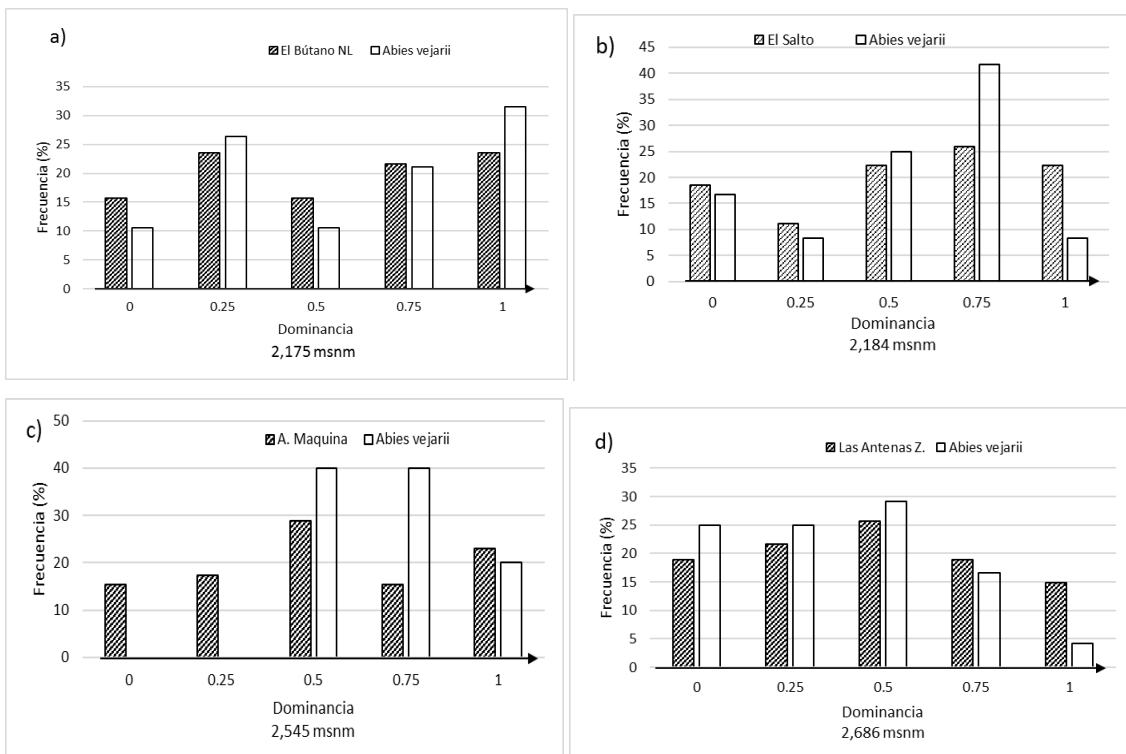 a)
El Bútano NL Abies vejarii
Frecuencia (%)
35
30
25
20
15
10
5
0
0 0.25 0.5 0.75 1
Dominancia
2,175 msnm
b)
El Salto Abies vejarii
Frecuencia (%)
45
40
35
30
25
20
15
10
5
0
0 0.25 0.5 0.75 1
Dominancia
2,184 msnm
c)
A. Maquina Abies vejarii
Frecuencia (%)
50
40
30
20
10
0
0 0.25 0.5 0.75 1
Dominancia
2,545 msnm
d)
Las Antenas Z. Abies vejarii
Frecuencia (%)
35
30
25
20
15
10
5
0
0 0.25 0.5 0.75 1
Dominancia
2,686 msnm